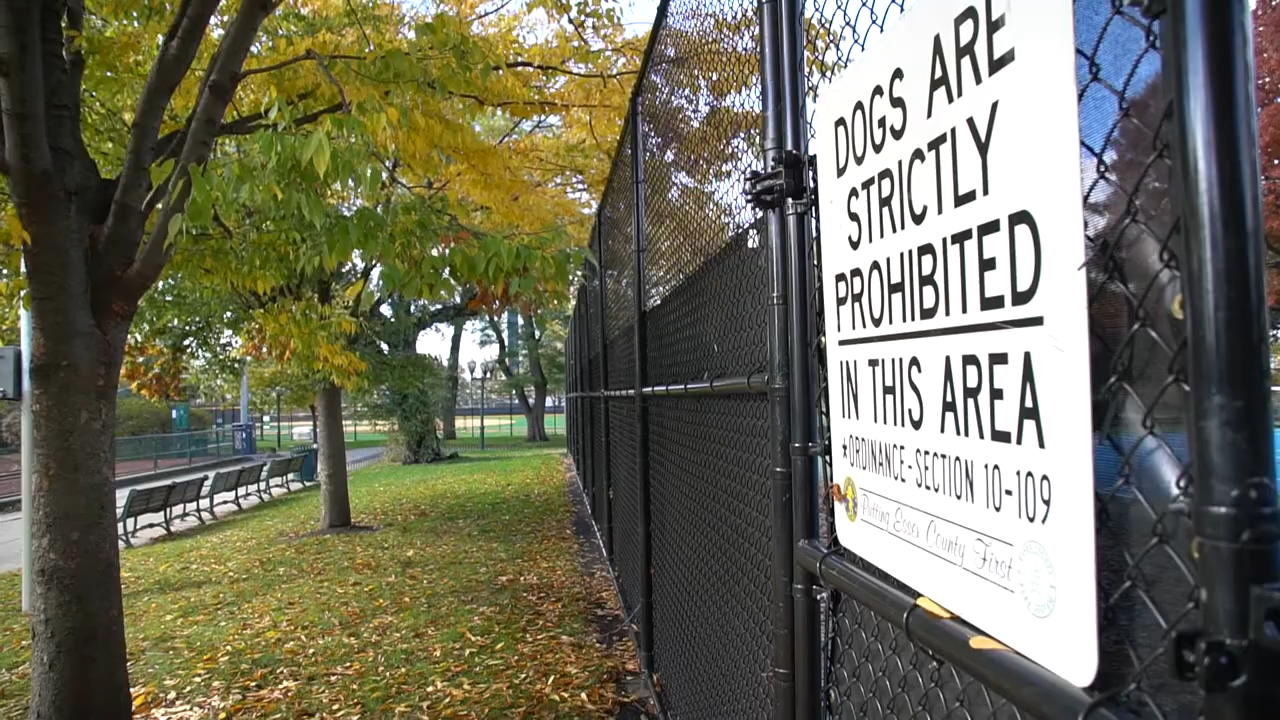 DOGS ARE
STRICTLY
PROHIBITED
IN THIS AREA
*ORDINANCE-SECTION 10-109
Putting Essex County First